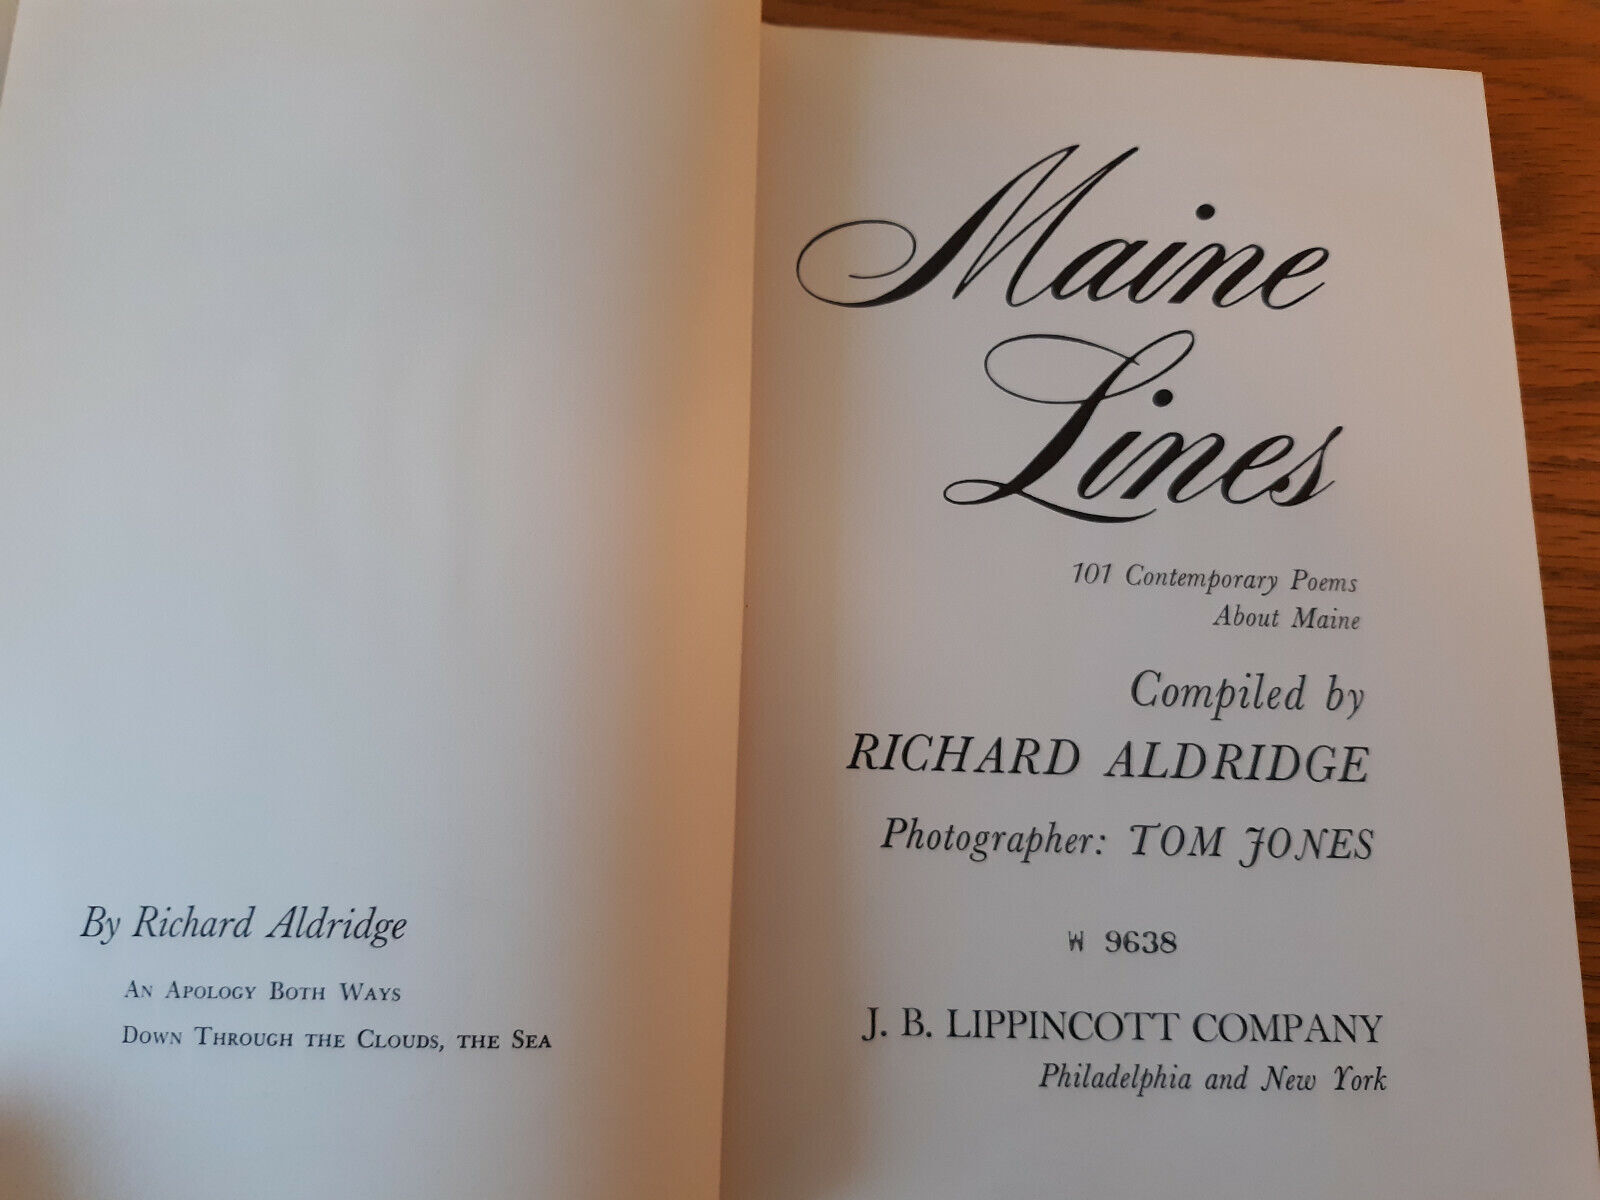 By Richard Aldridge
An Apology Both Ways
Down Through the Clouds, the Sea
Maine
Lines
101 Contemporary Poems
About Maine
Compiled by
RICHARD ALDRIDGE
Photographer: TOM JONES
W 9638
J. B. LIPPINCOTT COMPANY
Philadelphia and New York